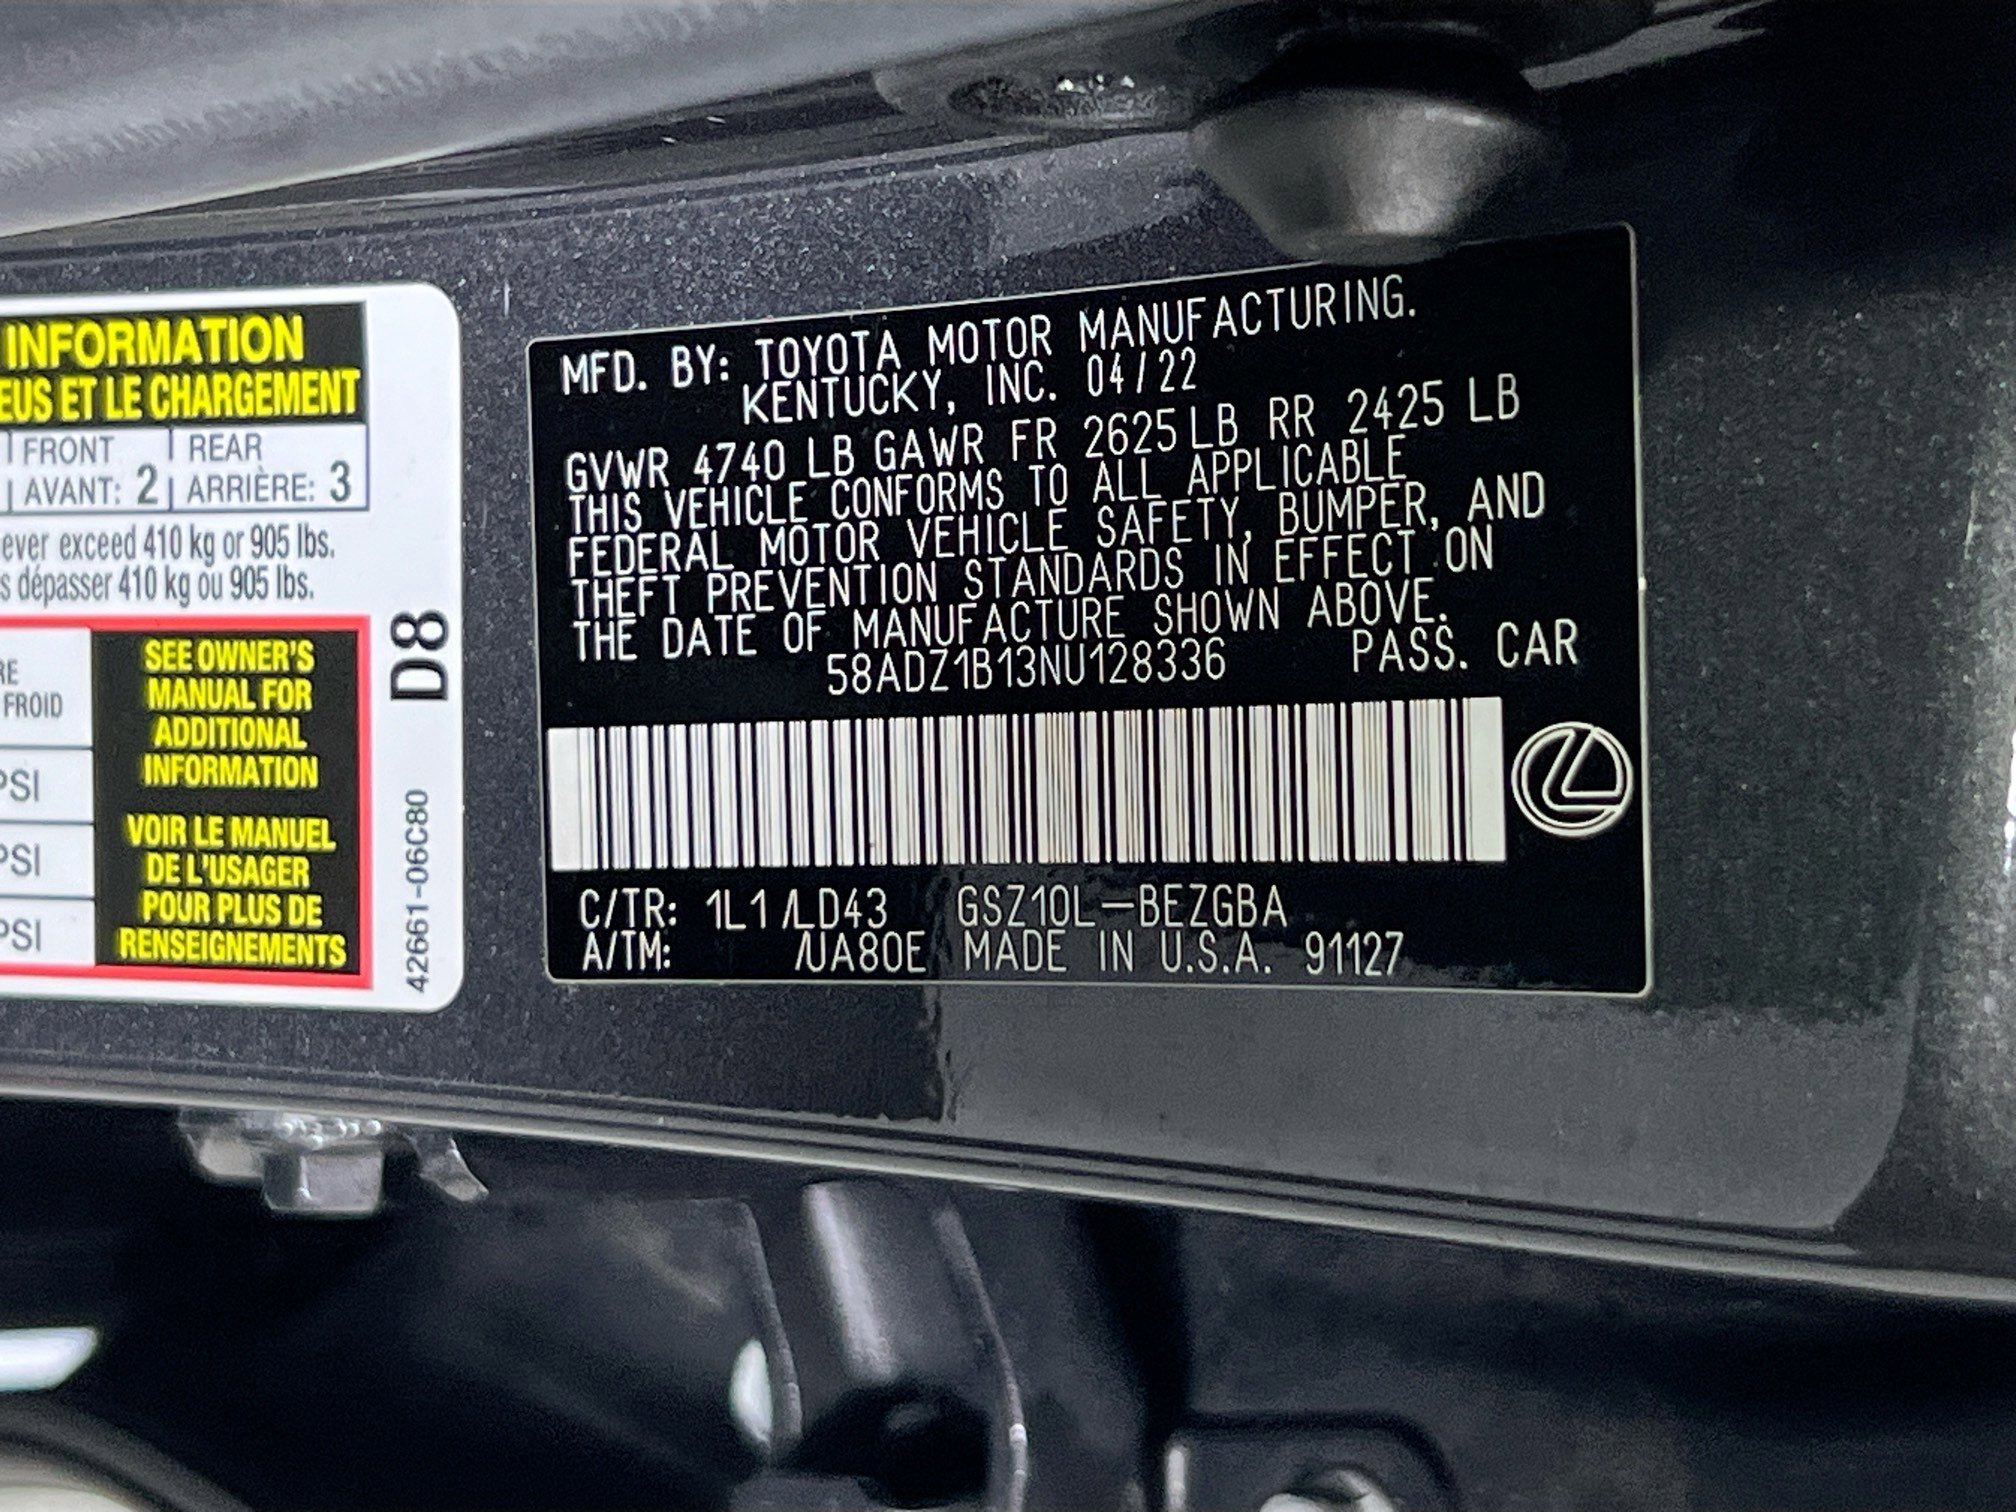 INFORMATION
EUS ET LE CHARGEMENT
FRONT REAR
AVANT: 2 ARRIÈRE: 3
ever exceed 410 kg or 905 lbs.
s dépasser 410 kg ou 905 lbs.
RE
FROID
PSI
PSI
PSI
SEE OWNER'S
MANUAL FOR
ADDITIONAL
INFORMATION
VOIR LE MANUEL
DE L'USAGER
POUR PLUS DE
RENSEIGNEMENTS
D8
42661-06C80
MFD. BY: TOYOTA MOTOR MANUFACTURING.
KENTUCKY, INC. 04/22
GVWR 4740 LB GAWR FR 2625 LB RR 2425 LB
THIS VEHICLE CONFORMS TO ALL APPLICABLE
FEDERAL MOTOR VEHICLE SAFETY, BUMPER, AND
THEFT PREVENTION STANDARDS IN EFFECT ON
THE DATE OF MANUFACTURE SHOWN ABOVE.
58ADZ1B13NU128336 PASS. CAR
C/TR: 1L1 /LD43 GSZ10L-BEZGBA
A/TM: /UA80E MADE IN U.S.A. 91127